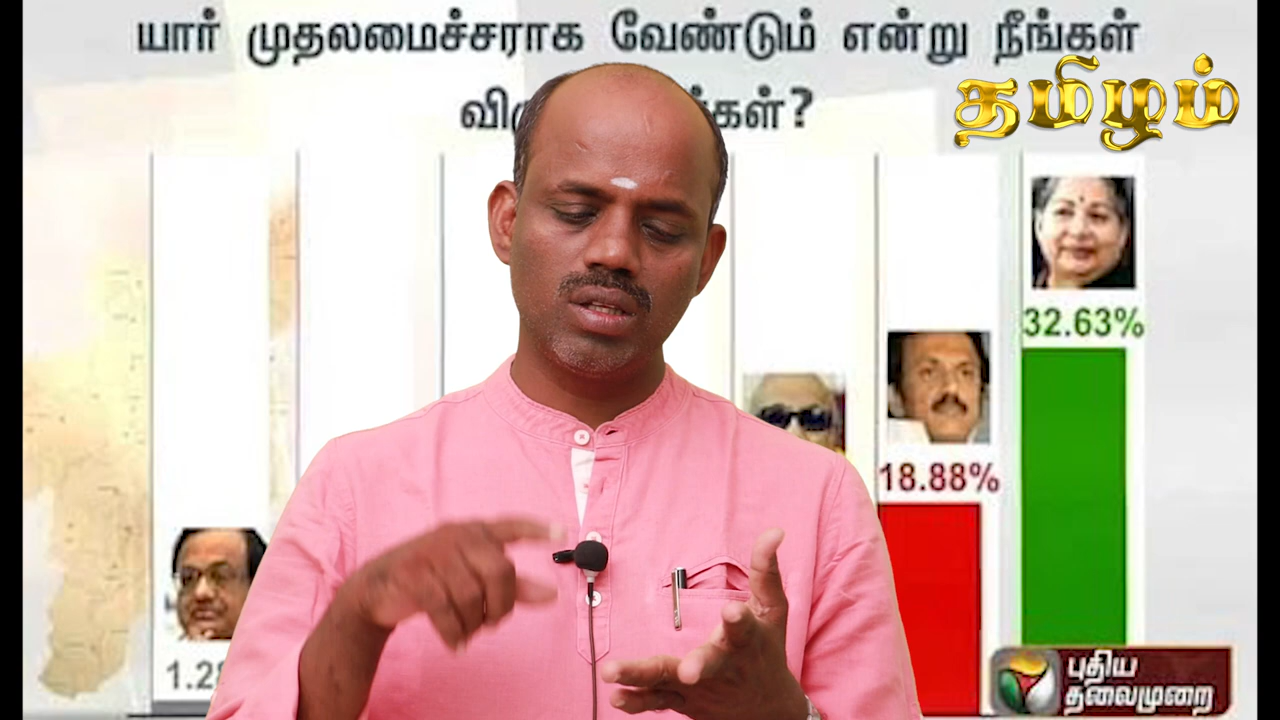 யார் முதலமைச்சராக வேண்டும் என்று நீங்கள்
தமிழம்
32.63%
18.88%
புதிய
தலைமுறை